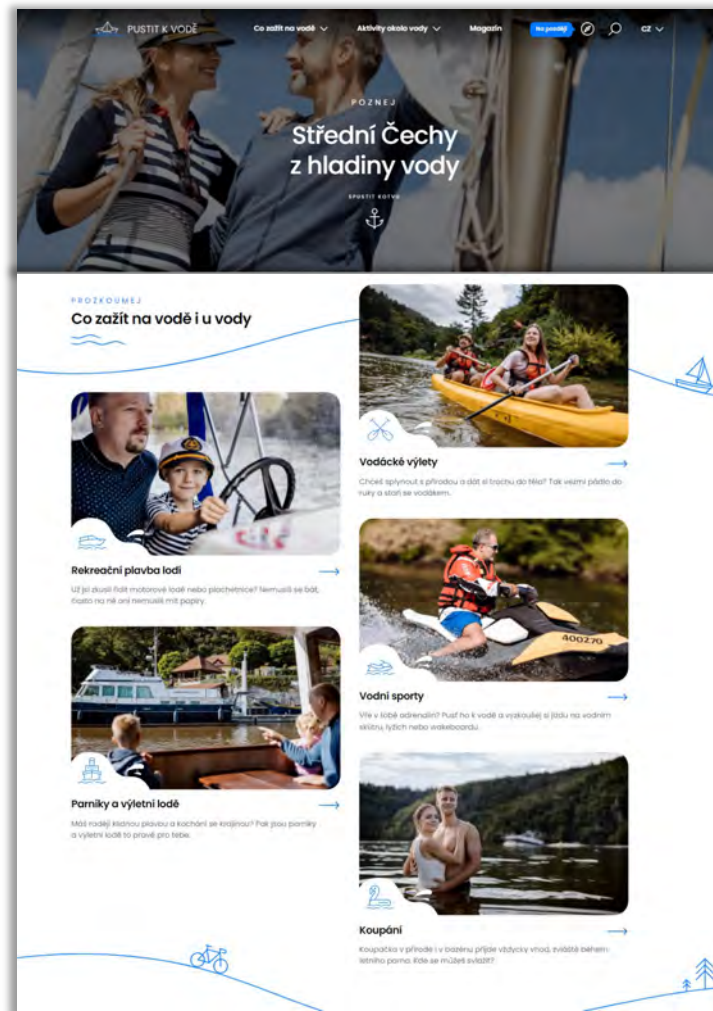 PUSTIT K VODĚ
Co zažít na vodě
Aktivity okolo vody
Magazín
Na později
CZ
POZNEJ
Střední Čechy
z hladiny vody
SPUSTIT KOTVU
PROZKOUMEJ
Co zažít na vodě i u vody
Rekreační plavba lodí
Už jsi zkusil řídit motorové lodě nebo plachetnice? Nemusíš se bát,
často na ně ani nemusíš mít papíry.
Parníky a výletní lodě
Máš raději klidnou plavbu a kochání se krajinou? Pak jsou parníky
a výletní lodě to pravé pro tebe.
Vodácké výlety
Chceš splynout s přírodou a dát si trochu do těla? Tak vezmi pádlo do
ruky a staň se vodákem.
400270
Vodní sporty
Vře v tobě adrenalin? Pusť ho k vodě a vyzkoušej si jízdu na vodním
skútru, lyžích nebo wakeboardu.
Koupání
Koupačka v přírodě i v bazénu přijde vždycky vhod, zvláště během
letního parna. Kde se můžeš svlažit?